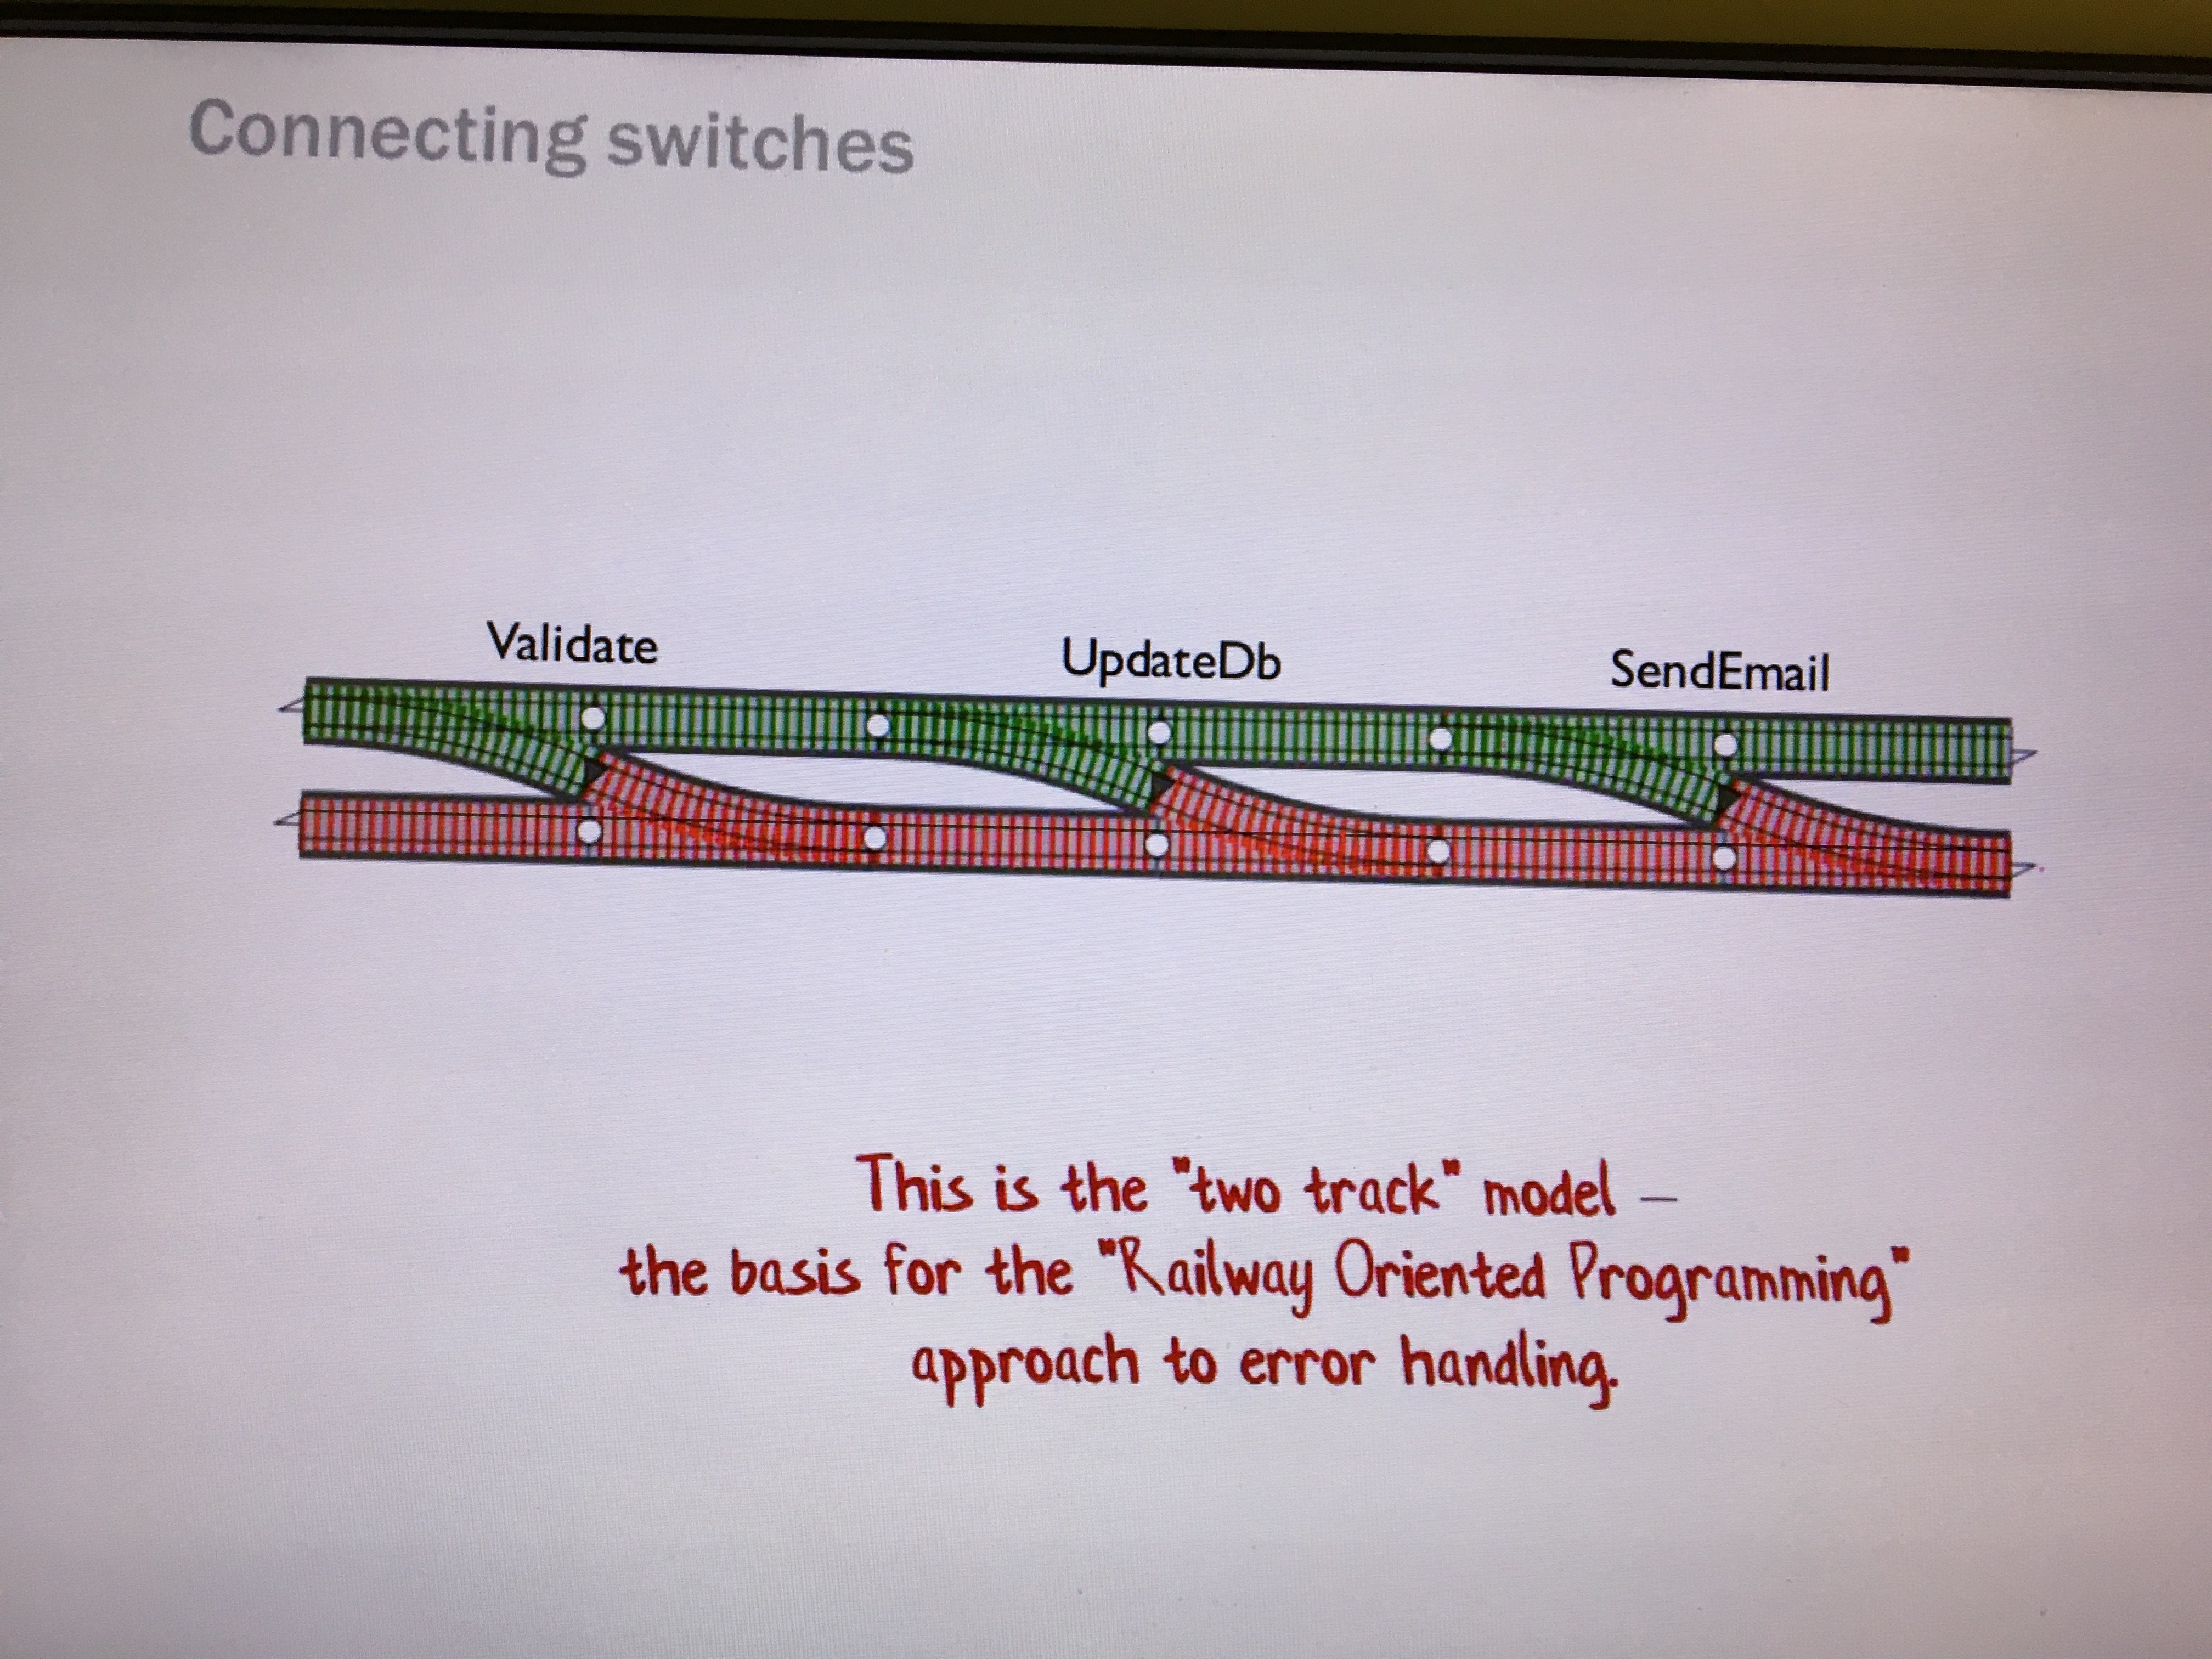 Connecting switches
Validate
UpdateDb
SendEmail
This is the "two track" model –
the basis for the "Railway Oriented Programming"
approach to error handling.